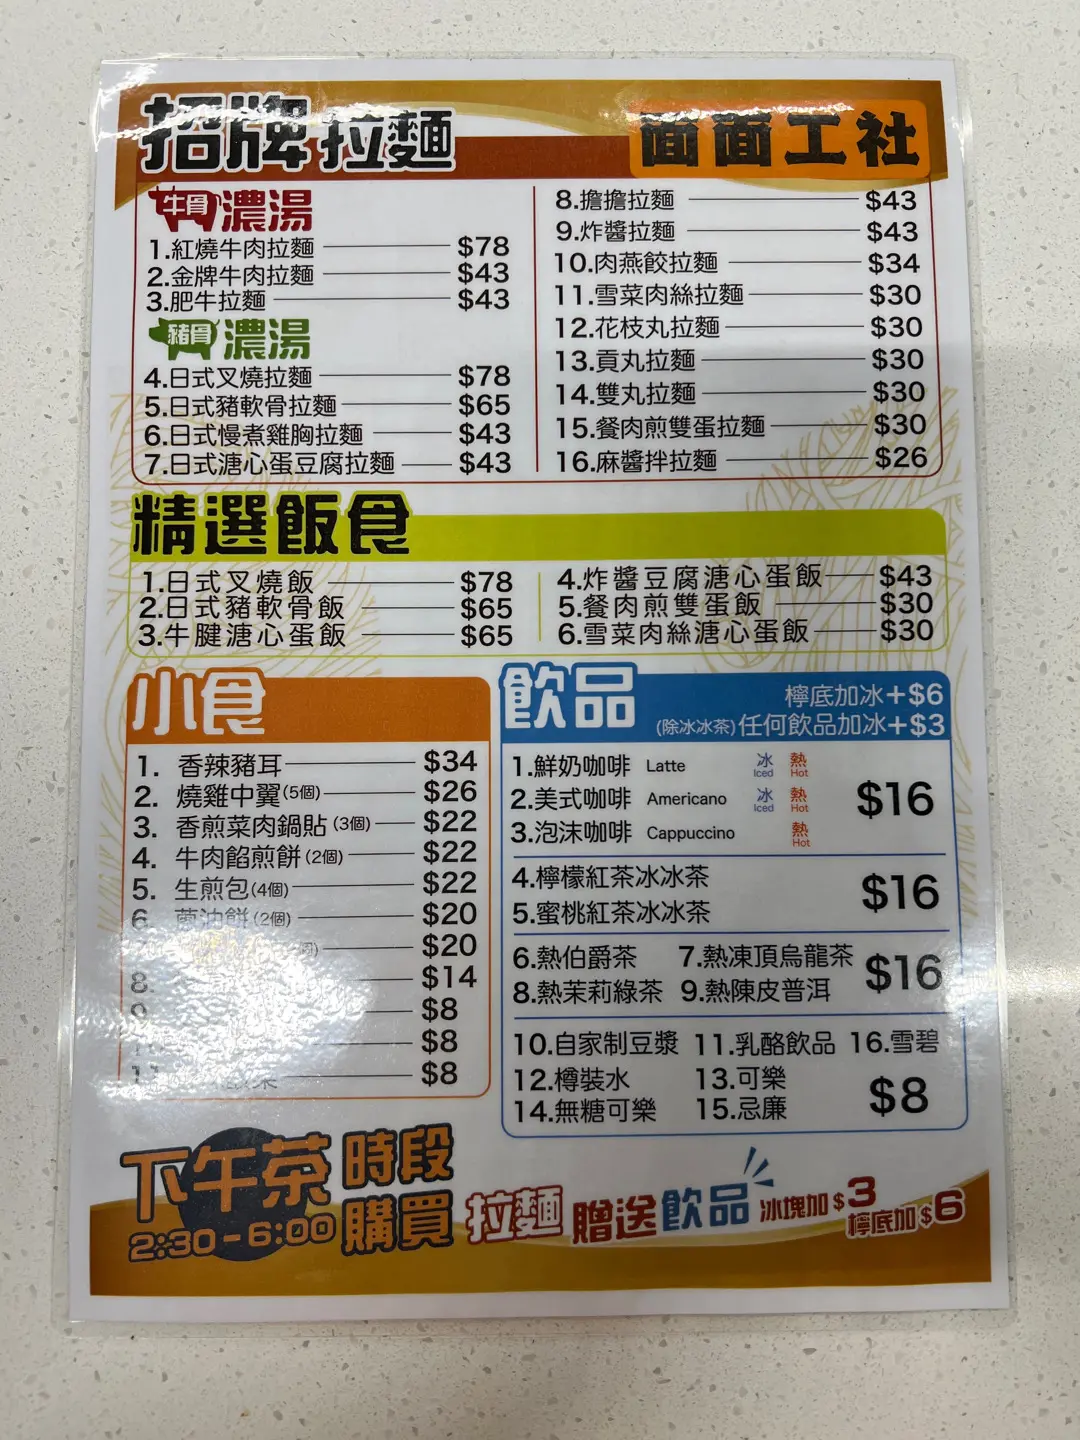 招牌拉麵
面面工社
牛骨濃湯
1.紅燒牛肉拉麵 $78
2.金牌牛肉拉麵 $43
3.肥牛拉麵 $43
豬骨濃湯
4.日式叉燒拉麵 $78
5.日式豬軟骨拉麵 $65
6.日式慢煮雞胸拉麵 $43
7.日式溏心蛋豆腐拉麵 $43
8.擔擔拉麵 $43
9.炸醬拉麵 $43
10.肉燕餃拉麵 $34
11.雪菜肉絲拉麵 $30
12.花枝丸拉麵 $30
13.貢丸拉麵 $30
14.雙丸拉麵 $30
15.餐肉煎雙蛋拉麵 $30
16.麻醬拌拉麵 $26
精選飯食
1.日式叉燒飯 $78
2.日式豬軟骨飯 $65
3.牛腱溏心蛋飯 $65
4.炸醬豆腐溏心蛋飯 $43
5.餐肉煎雙蛋飯 $30
6.雪菜肉絲溏心蛋飯 $30
小食
1. 香辣豬耳 $34
2. 燒雞中翼(5個) $26
3. 香煎菜肉鍋貼(3個) $22
4. 牛肉餡煎餅(2個) $22
5. 生煎包(4個) $22
6 油餅(2個) $20
$20
8. $14
$8
$8
$8
飲品
檸底加冰+$6
(除冰冰茶)任何飲品加冰+$3
1.鮮奶咖啡 Latte 冰 Iced 熱 Hot
2.美式咖啡 Americano 冰 Iced 熱 Hot $16
3.泡沫咖啡 Cappuccino 熱 Hot
4.檸檬紅茶冰冰茶
5.蜜桃紅茶冰冰茶 $16
6.熱伯爵茶 7.熱凍頂烏龍茶
8.熱茉莉綠茶 9.熱陳皮普洱 $16
10.自家制豆漿 11.乳酪飲品 16.雪碧
12.樽裝水 13.可樂
14.無糖可樂 15.忌廉 $8
下午茶時段
2:30-6:00
購買拉麵贈送飲品 冰塊加$3
檸底加$6